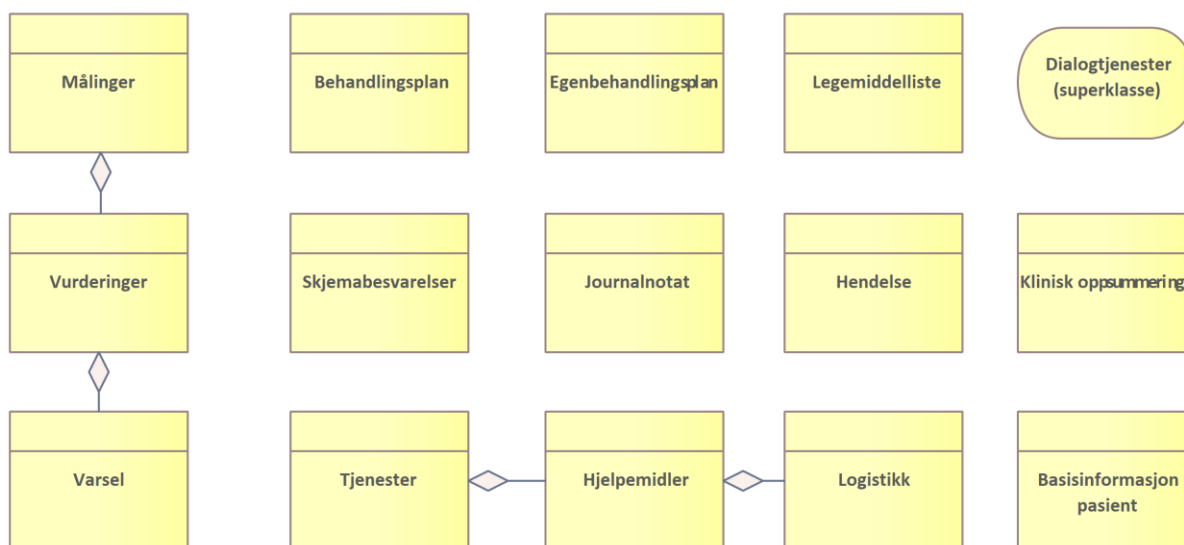 Målinger
Behandlingsplan
Egenbehandlingsplan
Legemiddelliste
Dialogtjenester
(superklasse)
Vurderinger
Skjemabesvarelser
Journalnotat
Hendelse
Klinisk oppsummering
Varsel
Tjenester
Hjelpemidler
Logistikk
Basisinformasjon
pasient